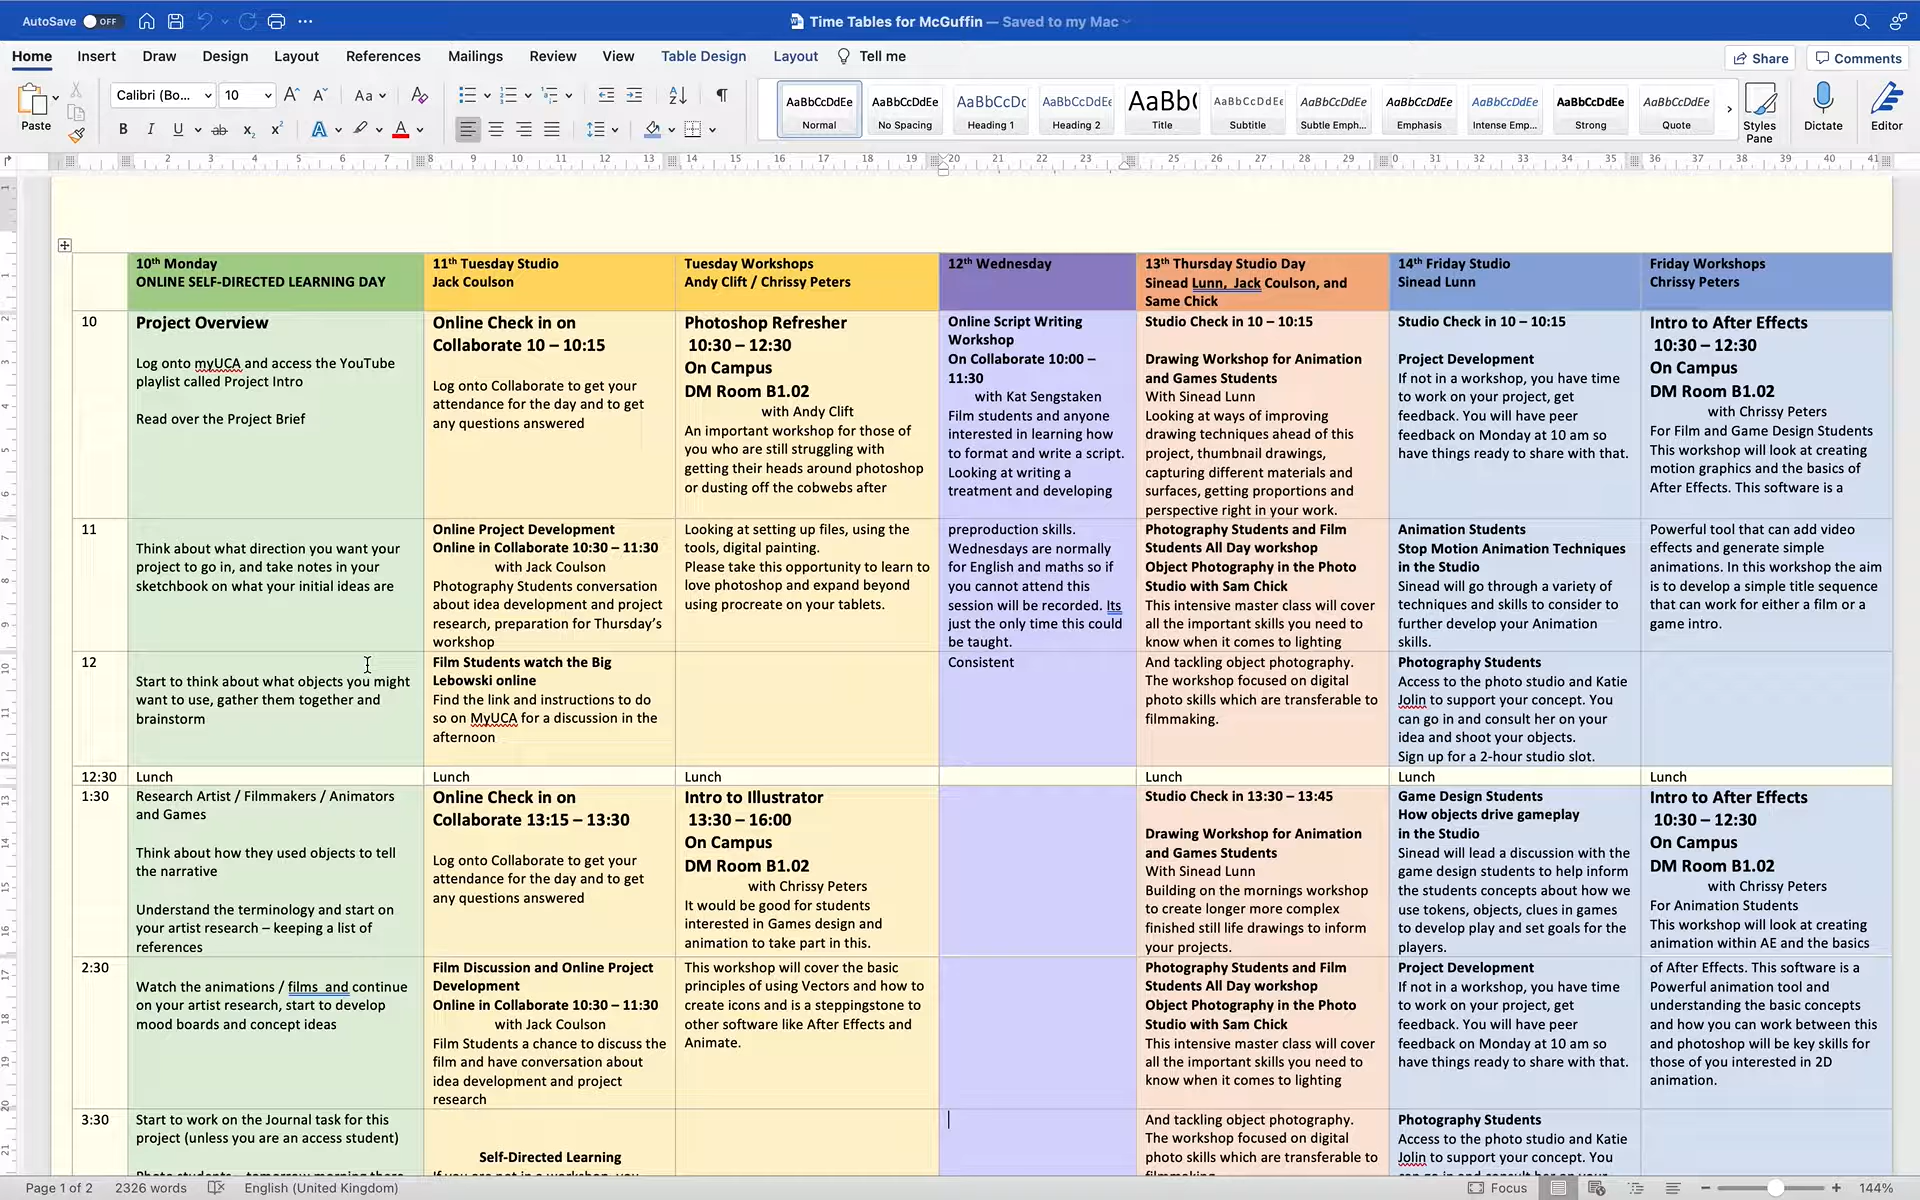 AutoSave OFF
Time Tables for McGuffin — Saved to my Mac
Home Insert Draw Design Layout References Mailings Review View Table Design Layout Tell me
Share Comments
Paste
Calibri (Bo... 10
AaBbCcDdEe Normal
AaBbCcDdEe No Spacing
AaBbCcDc Heading 1
AaBbCcDdEe Heading 2
AaBb( Title
AaBbCcDdEe Subtitle
AaBbCcDdEe Subtle Emph...
AaBbCcDdEe Emphasis
AaBbCcDdEe Intense Emp...
AaBbCcDdEe Strong
AaBbCcDdEe Quote
Styles Pane
Dictate
Editor
2 3 4 5 6 7 8 9 10 11 12 13 14 15 16 17 18 19 20 21 22 23 24 25 26 27 28 29 30 31 32 33 34 35 36 37 38 39 40 41
10th Monday
ONLINE SELF-DIRECTED LEARNING DAY
11th Tuesday Studio
Jack Coulson
Tuesday Workshops
Andy Clift / Chrissy Peters
12th Wednesday
13th Thursday Studio Day
Sinead Lunn, Jack Coulson, and
Same Chick
14th Friday Studio
Sinead Lunn
Friday Workshops
Chrissy Peters
10
Project Overview
Log onto myUCA and access the YouTube
playlist called Project Intro
Read over the Project Brief
Online Check in on
Collaborate 10 – 10:15
Log onto Collaborate to get your
attendance for the day and to get
any questions answered
Photoshop Refresher
10:30 – 12:30
On Campus
DM Room B1.02
with Andy Clift
An important workshop for those of
you who are still struggling with
getting their heads around photoshop
or dusting off the cobwebs after
Online Script Writing
Workshop
On Collaborate 10:00 –
11:30
with Kat Sengstaken
Film students and anyone
interested in learning how
to format and write a script.
Looking at writing a
treatment and developing
Studio Check in 10 – 10:15
Drawing Workshop for Animation
and Games Students
With Sinead Lunn
Looking at ways of improving
drawing techniques ahead of this
project, thumbnail drawings,
capturing different materials and
surfaces, getting proportions and
perspective right in your work.
Studio Check in 10 – 10:15
Project Development
If not in a workshop, you have time
to work on your project, get
feedback. You will have peer
feedback on Monday at 10 am so
have things ready to share with that.
Intro to After Effects
10:30 – 12:30
On Campus
DM Room B1.02
with Chrissy Peters
For Film and Game Design Students
This workshop will look at creating
motion graphics and the basics of
After Effects. This software is a
11
Think about what direction you want your
project to go in, and take notes in your
sketchbook on what your initial ideas are
Online Project Development
Online in Collaborate 10:30 – 11:30
with Jack Coulson
Photography Students conversation
about idea development and project
research, preparation for Thursday’s
workshop
Looking at setting up files, using the
tools, digital painting.
Please take this opportunity to learn to
love photoshop and expand beyond
using procreate on your tablets.
preproduction skills.
Wednesdays are normally
for English and maths so if
you cannot attend this
session will be recorded. Its
just the only time this could
be taught.
Photography Students and Film
Students All Day workshop
Object Photography in the Photo
Studio with Sam Chick
This intensive master class will cover
all the important skills you need to
know when it comes to lighting
Animation Students
Stop Motion Animation Techniques
in the Studio
Sinead will go through a variety of
techniques and skills to consider to
further develop your Animation
skills.
Powerful tool that can add video
effects and generate simple
animations. In this workshop the aim
is to develop a simple title sequence
that can work for either a film or a
game intro.
12
Start to think about what objects you might
want to use, gather them together and
brainstorm
Film Students watch the Big
Lebowski online
Find the link and instructions to do
so on MyUCA for a discussion in the
afternoon
Consistent
And tackling object photography.
The workshop focused on digital
photo skills which are transferable to
filmmaking.
Photography Students
Access to the photo studio and Katie
Jolin to support your concept. You
can go in and consult her on your
idea and shoot your objects.
Sign up for a 2-hour studio slot.
12:30 Lunch Lunch Lunch Lunch Lunch Lunch
1:30
Research Artist / Filmmakers / Animators
and Games
Think about how they used objects to tell
the narrative
Understand the terminology and start on
your artist research – keeping a list of
references
Online Check in on
Collaborate 13:15 – 13:30
Log onto Collaborate to get your
attendance for the day and to get
any questions answered
Intro to Illustrator
13:30 – 16:00
On Campus
DM Room B1.02
with Chrissy Peters
It would be good for students
interested in Games design and
animation to take part in this.
Studio Check in 13:30 – 13:45
Drawing Workshop for Animation
and Games Students
With Sinead Lunn
Building on the mornings workshop
to create longer more complex
finished still life drawings to inform
your projects.
Game Design Students
How objects drive gameplay
in the Studio
Sinead will lead a discussion with the
game design students to help inform
the students concepts about how we
use tokens, objects, clues in games
to develop play and set goals for the
players.
Intro to After Effects
10:30 – 12:30
On Campus
DM Room B1.02
with Chrissy Peters
For Animation Students
This workshop will look at creating
animation within AE and the basics
2:30
Watch the animations / films and continue
on your artist research, start to develop
mood boards and concept ideas
Film Discussion and Online Project
Development
Online in Collaborate 10:30 – 11:30
with Jack Coulson
Film Students a chance to discuss the
film and have conversation about
idea development and project
research
This workshop will cover the basic
principles of using Vectors and how to
create icons and is a steppingstone to
other software like After Effects and
Animate.
Photography Students and Film
Students All Day workshop
Object Photography in the Photo
Studio with Sam Chick
This intensive master class will cover
all the important skills you need to
know when it comes to lighting
Project Development
If not in a workshop, you have time
to work on your project, get
feedback. You will have peer
feedback on Monday at 10 am so
have things ready to share with that.
of After Effects. This software is a
Powerful animation tool and
understanding the basic concepts
and how you can work between this
and photoshop will be key skills for
those of you interested in 2D
animation.
3:30
Start to work on the Journal task for this
project (unless you are an access student)
Self-Directed Learning
And tackling object photography.
The workshop focused on digital
photo skills which are transferable to
Photography Students
Access to the photo studio and Katie
Jolin to support your concept. You
Page 1 of 2 2326 words English (United Kingdom) Focus 144%